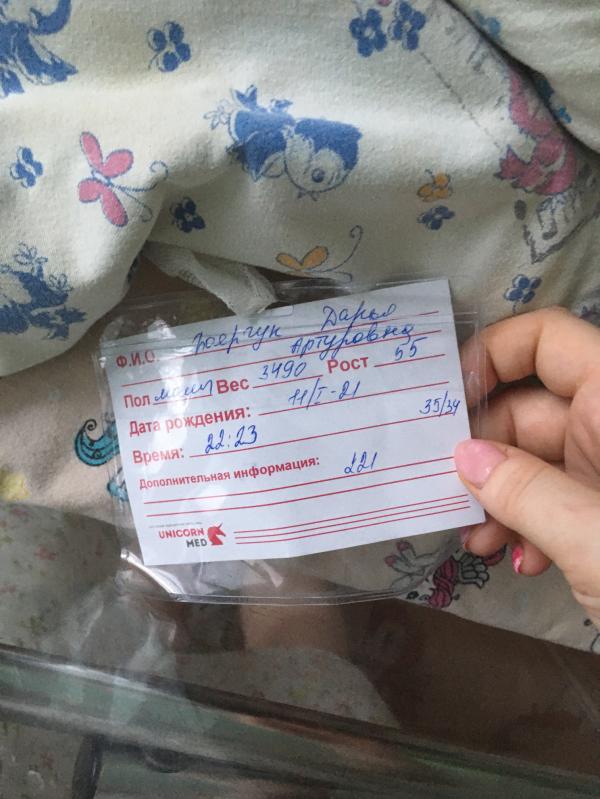 Ф.И.О. Дарья
Артуровна
Пол мальч Вес 3490 Рост 55
Дата рождения: 11/I-21
35/34
Время: 22:23
Дополнительная информация: 221
UNICORN
MED